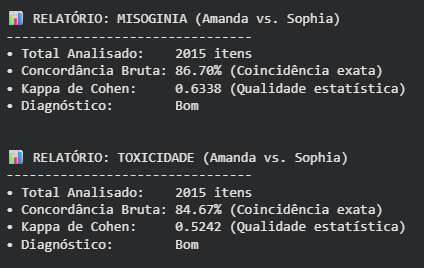 📊 RELATÓRIO: MISOGINIA (Amanda vs. Sophia)
--------------------------------
• Total Analisado: 2015 itens
• Concordância Bruta: 86.70% (Coincidência exata)
• Kappa de Cohen: 0.6338 (Qualidade estatística)
• Diagnóstico: Bom
📊 RELATÓRIO: TOXICIDADE (Amanda vs. Sophia)
--------------------------------
• Total Analisado: 2015 itens
• Concordância Bruta: 84.67% (Coincidência exata)
• Kappa de Cohen: 0.5242 (Qualidade estatística)
• Diagnóstico: Bom